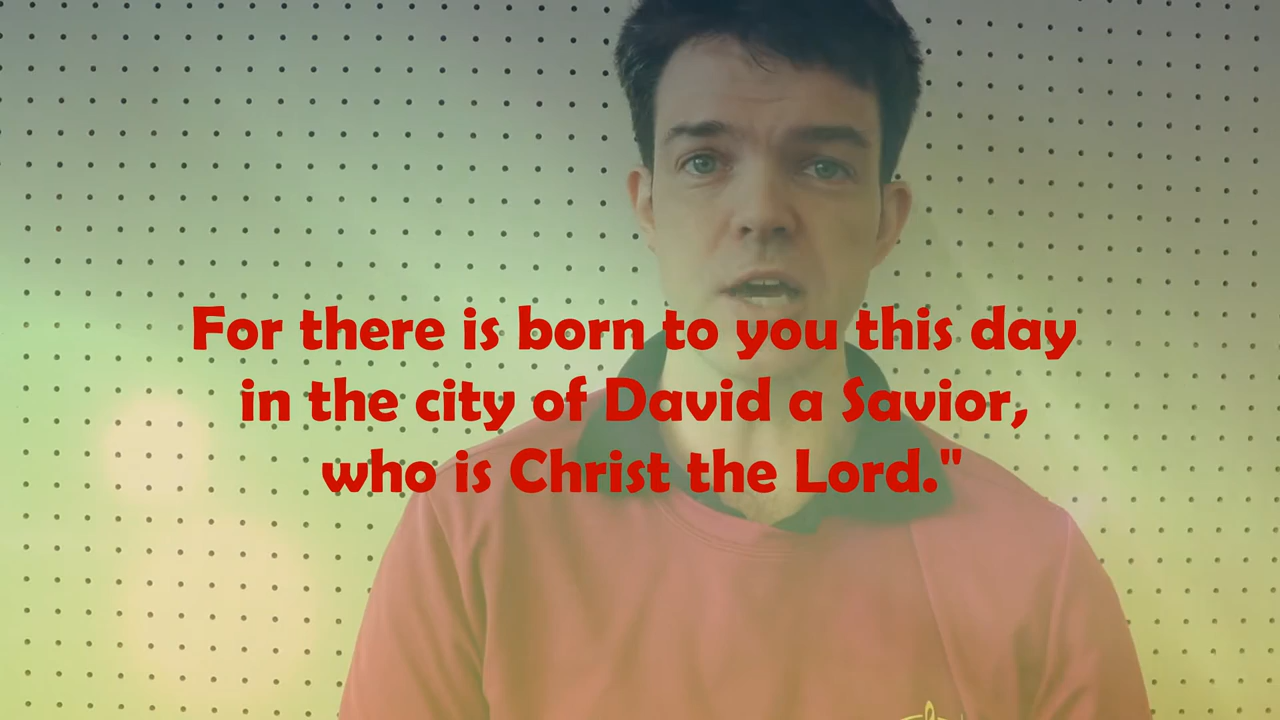 For there is born to you this day
in the city of David a Savior,
who is Christ the Lord."